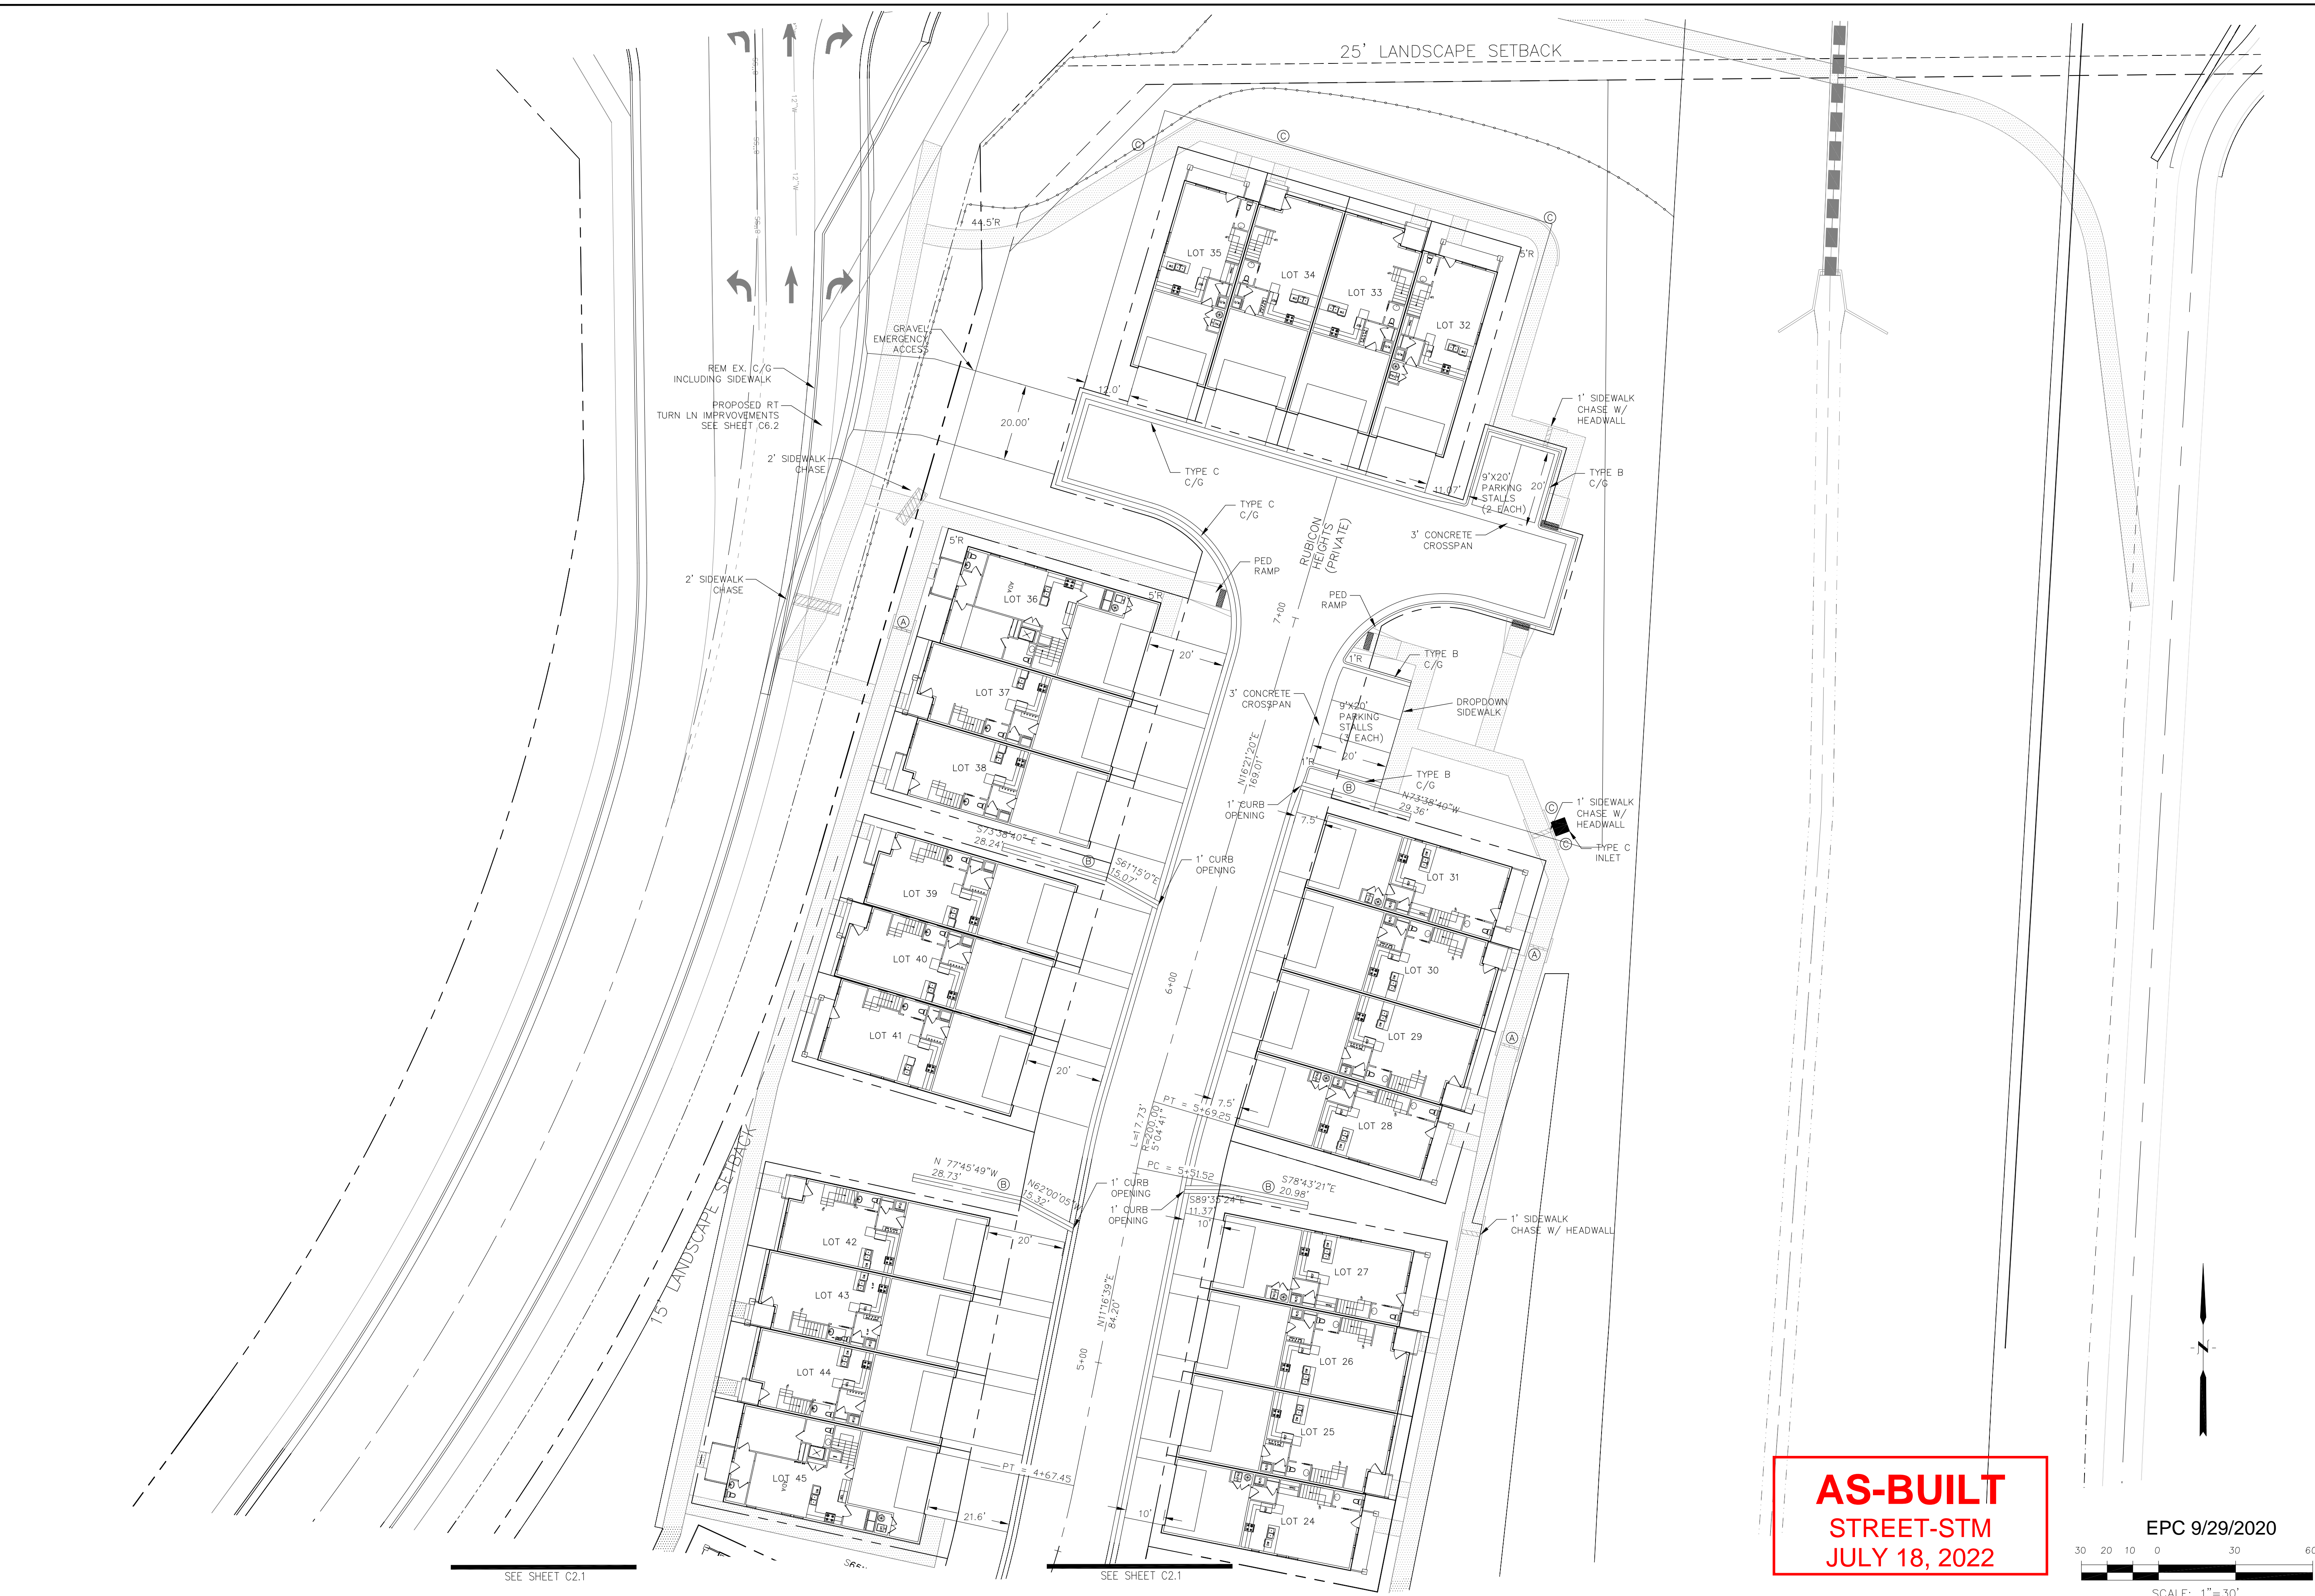 25' LANDSCAPE SETBACK
12"W
12"W
44.5'R
5'R
LOT 35
LOT 34
LOT 33
LOT 32
GRAVEL
EMERGENCY
ACCESS
REM EX. C/G
INCLUDING SIDEWALK
PROPOSED RT
TURN LN IMPRVOVEMENTS
SEE SHEET C6.2
2' SIDEWALK
CHASE
2' SIDEWALK
CHASE
12.0'
20.00'
TYPE C
C/G
TYPE C
C/G
11.07'
1' SIDEWALK
CHASE W/
HEADWALL
9'X20'
PARKING
STALLS
(2 EACH)
20'
TYPE B
C/G
3' CONCRETE
CROSSPAN
RUBICON
HEIGHTS
(PRIVATE)
PED
RAMP
PED
RAMP
7+00
5'R
5'R
ADA
LOT 36
LOT 37
LOT 38
20'
A
C
C
C
1'R
TYPE B
C/G
3' CONCRETE
CROSSPAN
9'X20'
PARKING
STALLS
(3 EACH)
DROPDOWN
SIDEWALK
20'
1'R
TYPE B
C/G
B
N16°21'20"E
169.01'
N73°38'40"W
29.36'
1' CURB
OPENING
7.5'
C
1' SIDEWALK
CHASE W/
HEADWALL
C
TYPE C
INLET
S73°38'40"E
28.24'
B
S61°15'0"E
15.07'
1' CURB
OPENING
LOT 39
LOT 40
LOT 41
20'
6+00
LOT 31
LOT 30
LOT 29
LOT 28
A
A
7.5'
L=17.73'
R=200.00'
5°04'41"
PT = 5+69.25
PC = 5+51.52
N 77°45'49"W
28.73'
B
N62°00'05"W
15.32'
1' CURB
OPENING
1' CURB
OPENING
B
S78°43'21"E
20.98'
S89°35'24"E
11.37'
10'
1' SIDEWALK
CHASE W/ HEADWALL
15' LANDSCAPE SETBACK
LOT 42
LOT 43
LOT 44
LOT 45
ADA
20'
N11°16'39"E
84.20'
5+00
PT = 4+67.45
21.6'
10'
LOT 27
LOT 26
LOT 25
LOT 24
SEE SHEET C2.1
SEE SHEET C2.1
AS-BUILT
STREET-STM
JULY 18, 2022
EPC 9/29/2020
30 20 10 0 30 60
SCALE: 1"=30'